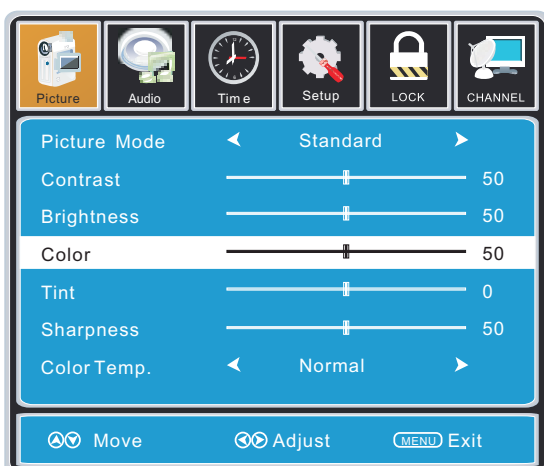 Picture Audio Time Setup LOCK CHANNEL
Picture Mode Standard
Contrast 50
Brightness 50
Color 50
Tint 0
Sharpness 50
Color Temp. Normal
Move Adjust MENU Exit